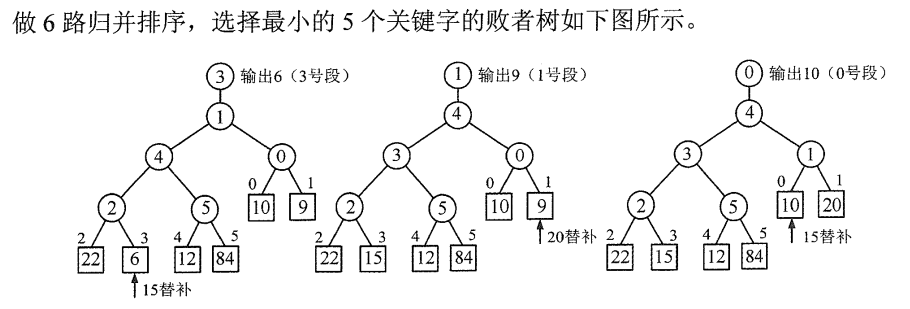 做6路归并排序，选择最小的5个关键字的败者树如下图所示。
3 输出6（3号段） 1 输出9（1号段） 0 输出10（0号段）
1 4 4
4 0 3 0 3 1
0 1 0 1 0 1
2 5 10 9 2 5 10 9 2 5 10 20
2 3 4 5 2 3 4 5 20替补 2 3 4 5 15替补
22 6 12 84 22 15 12 84 22 15 12 84
15替补